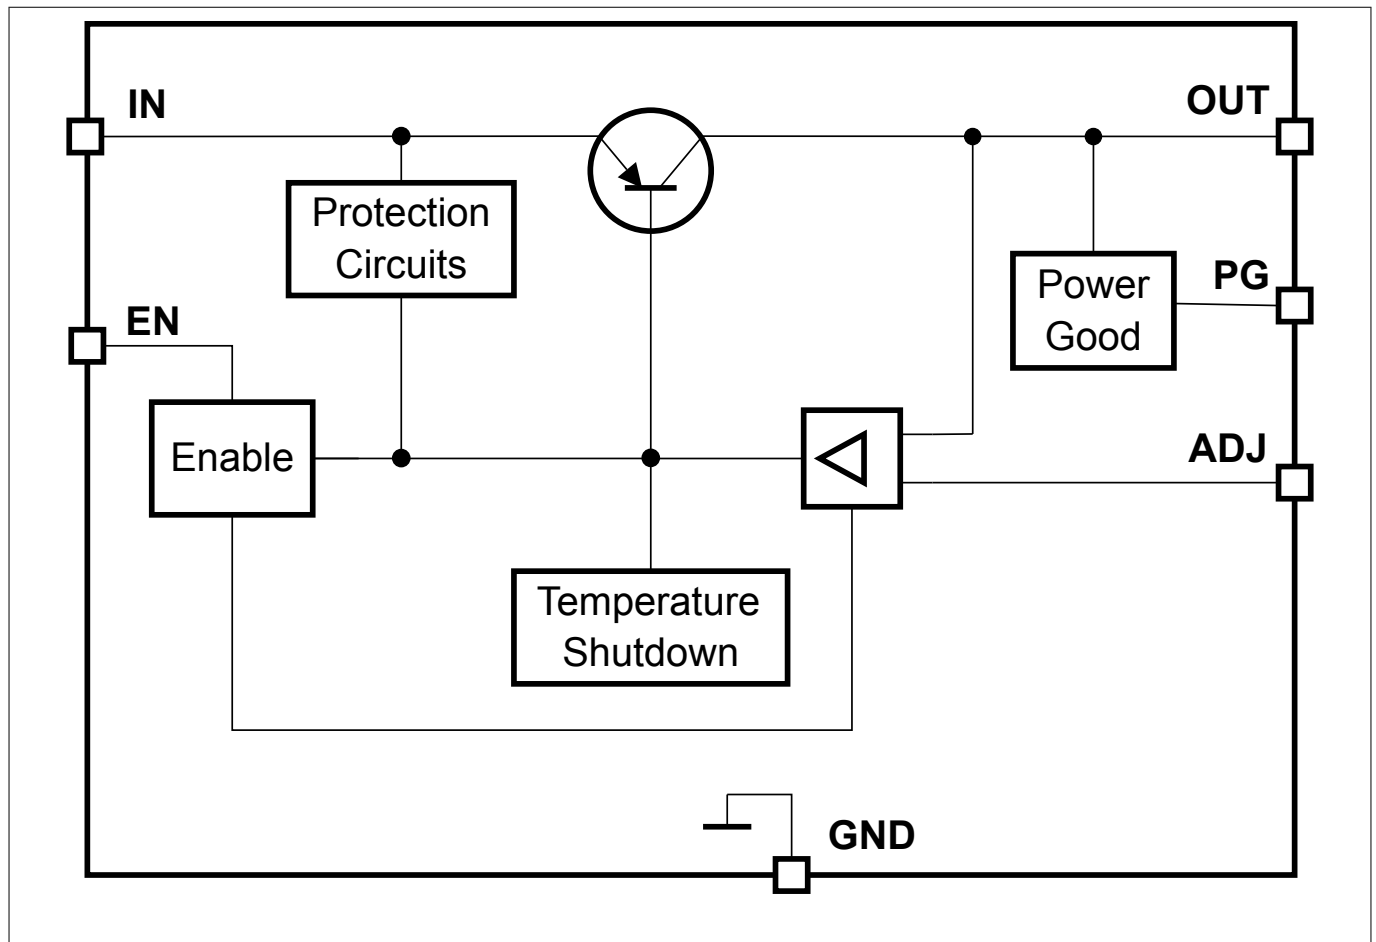 IN
OUT
Protection
Circuits
Power
Good
PG
EN
Enable
ADJ
Temperature
Shutdown
GND